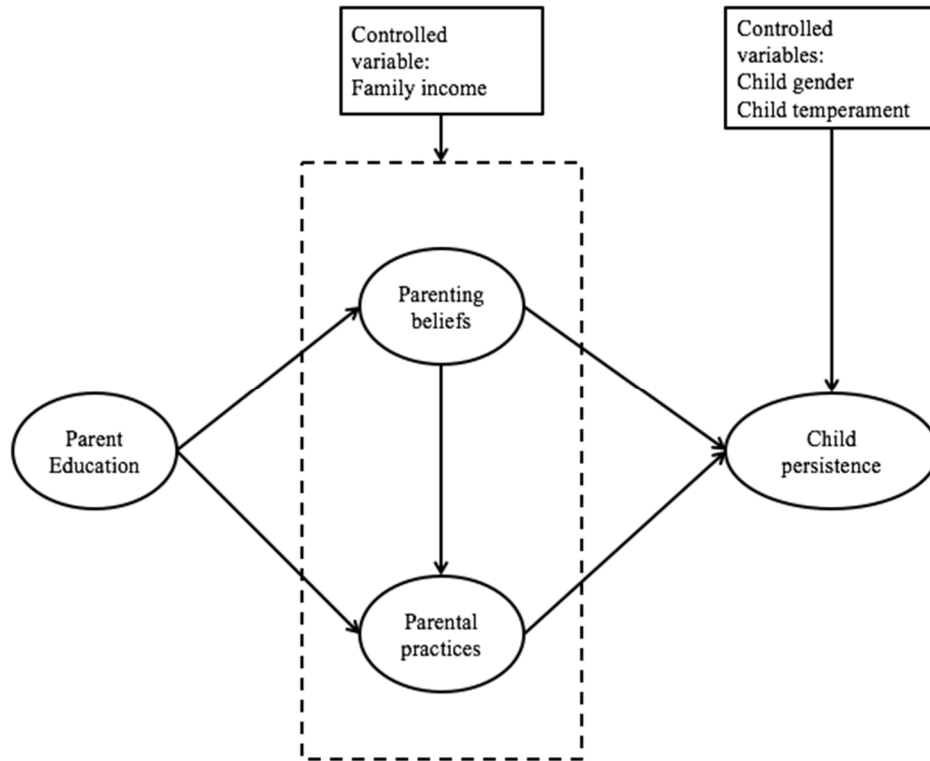 Controlled
variable:
Family income
Controlled
variables:
Child gender
Child temperament
Parenting
beliefs
Parent
Education
Child
persistence
Parental
practices